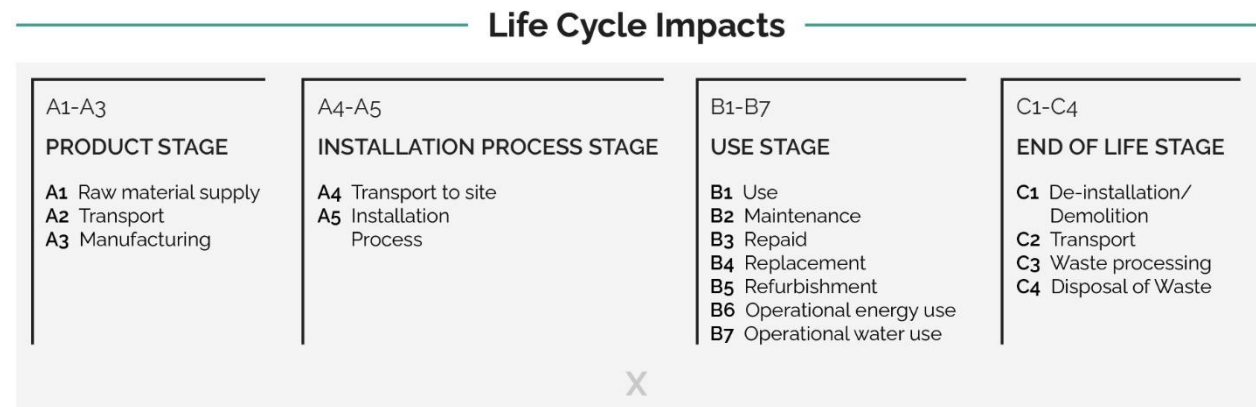 Life Cycle Impacts
A1-A3
PRODUCT STAGE
A1 Raw material supply
A2 Transport
A3 Manufacturing
A4-A5
INSTALLATION PROCESS STAGE
A4 Transport to site
A5 Installation
Process
B1-B7
USE STAGE
B1 Use
B2 Maintenance
B3 Repaid
B4 Replacement
B5 Refurbishment
B6 Operational energy use
B7 Operational water use
C1-C4
END OF LIFE STAGE
C1 De-installation/
Demolition
C2 Transport
C3 Waste processing
C4 Disposal of Waste
X